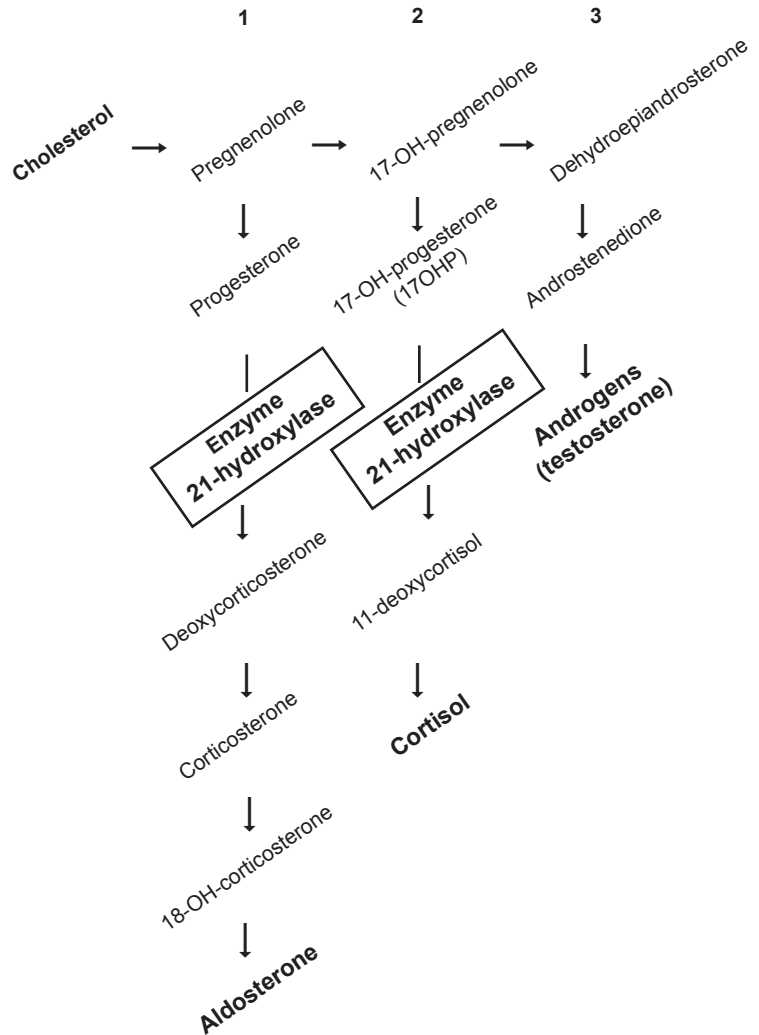 1
2
3
Cholesterol
Pregnenolone
17-OH-pregnenolone
Dehydroepiandrosterone
Progesterone
17-OH-progesterone
(17OHP)
Androstenedione
Enzyme
21-hydroxylase
Enzyme
21-hydroxylase
Androgens
(testosterone)
Deoxycorticosterone
11-deoxycortisol
Corticosterone
Cortisol
18-OH-corticosterone
Aldosterone